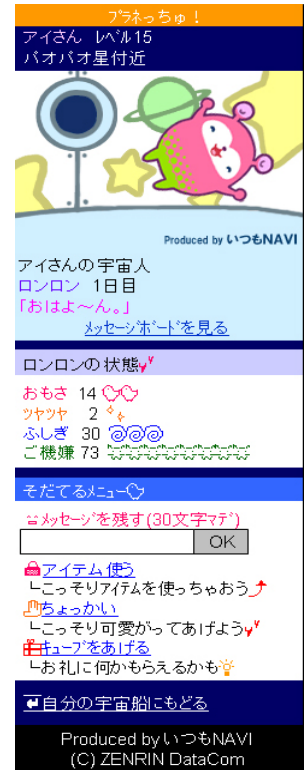 プラネっちゅ!
アイさん レベル15
パオパオ星付近
Produced by いつもNAVI
アイさんの宇宙人
ロンロン 1日目
「おはよ～ん。」
メッセージボードを見る
ロンロンの状態
おもさ 14
ツヤツヤ 2
ふしぎ 30
ご機嫌 73
そだてるメニュー
メッセージを残す(30文字マデ)
OK
アイテム使う
┗こっそりアイテムを使っちゃおう
ちょっかい
┗こっそり可愛がってあげよう
キューブをあげる
┗お礼に何かもらえるかも
自分の宇宙船にもどる
Produced by いつもNAVI
(C) ZENRIN DataCom